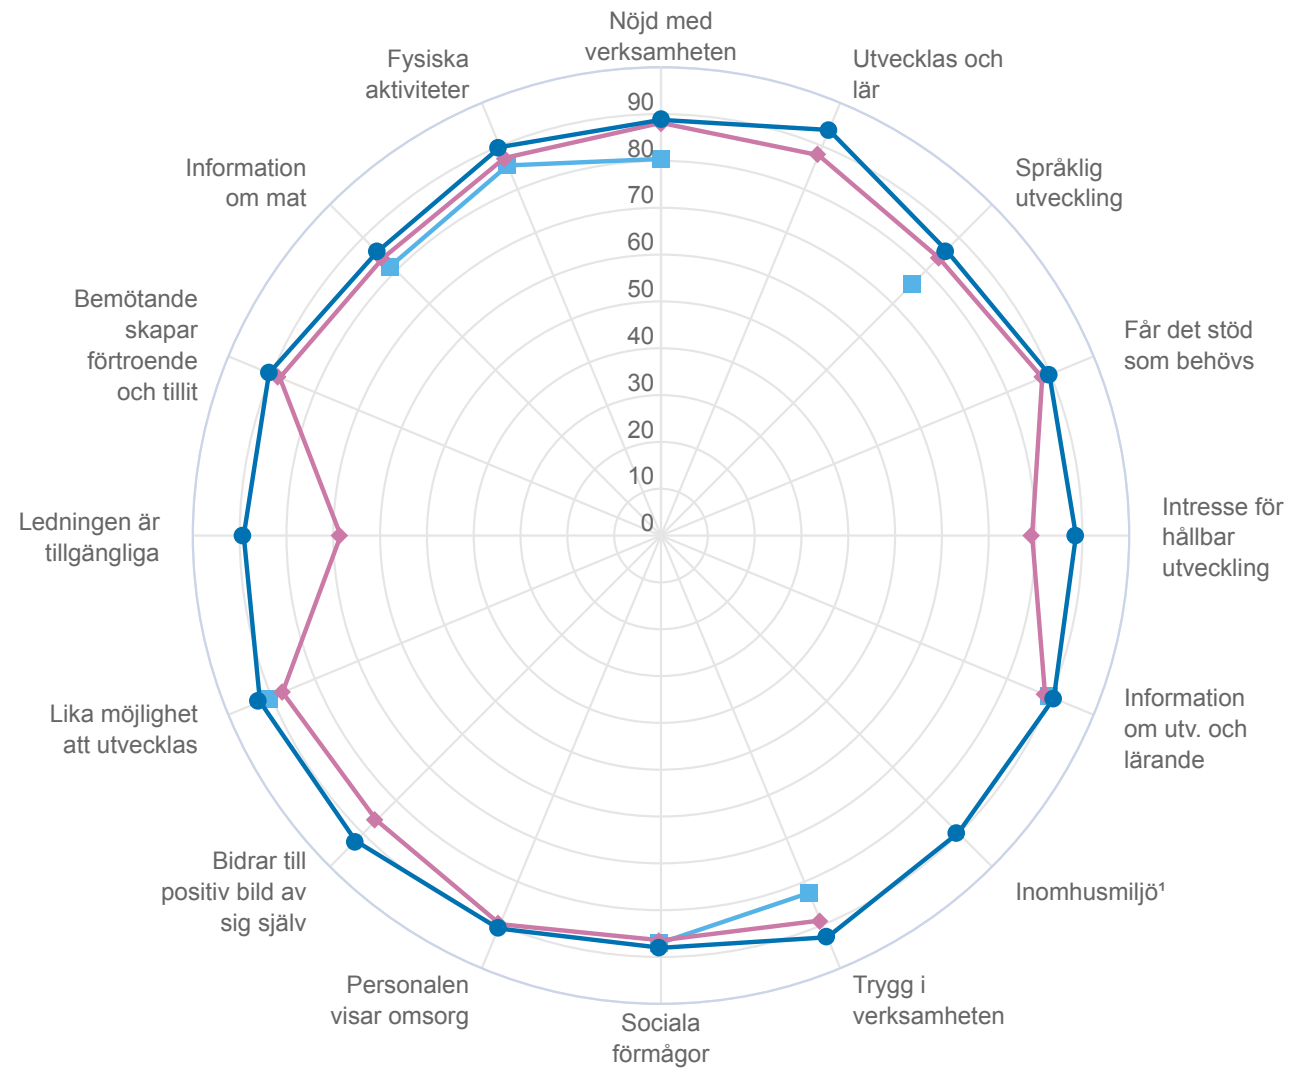 Nöjd med
verksamheten
Utvecklas och
lär
Språklig
utveckling
Får det stöd
som behövs
Intresse för
hållbar
utveckling
Information
om utv. och
lärande
Inomhusmiljö¹
Trygg i
verksamheten
Sociala
förmågor
Personalen
visar omsorg
Bidrar till
positiv bild av
sig själv
Lika möjlighet
att utvecklas
Ledningen är
tillgängliga
Bemötande
skapar
förtroende
och tillit
Information
om mat
Fysiska
aktiviteter
90
80
70
60
50
40
30
20
10
0